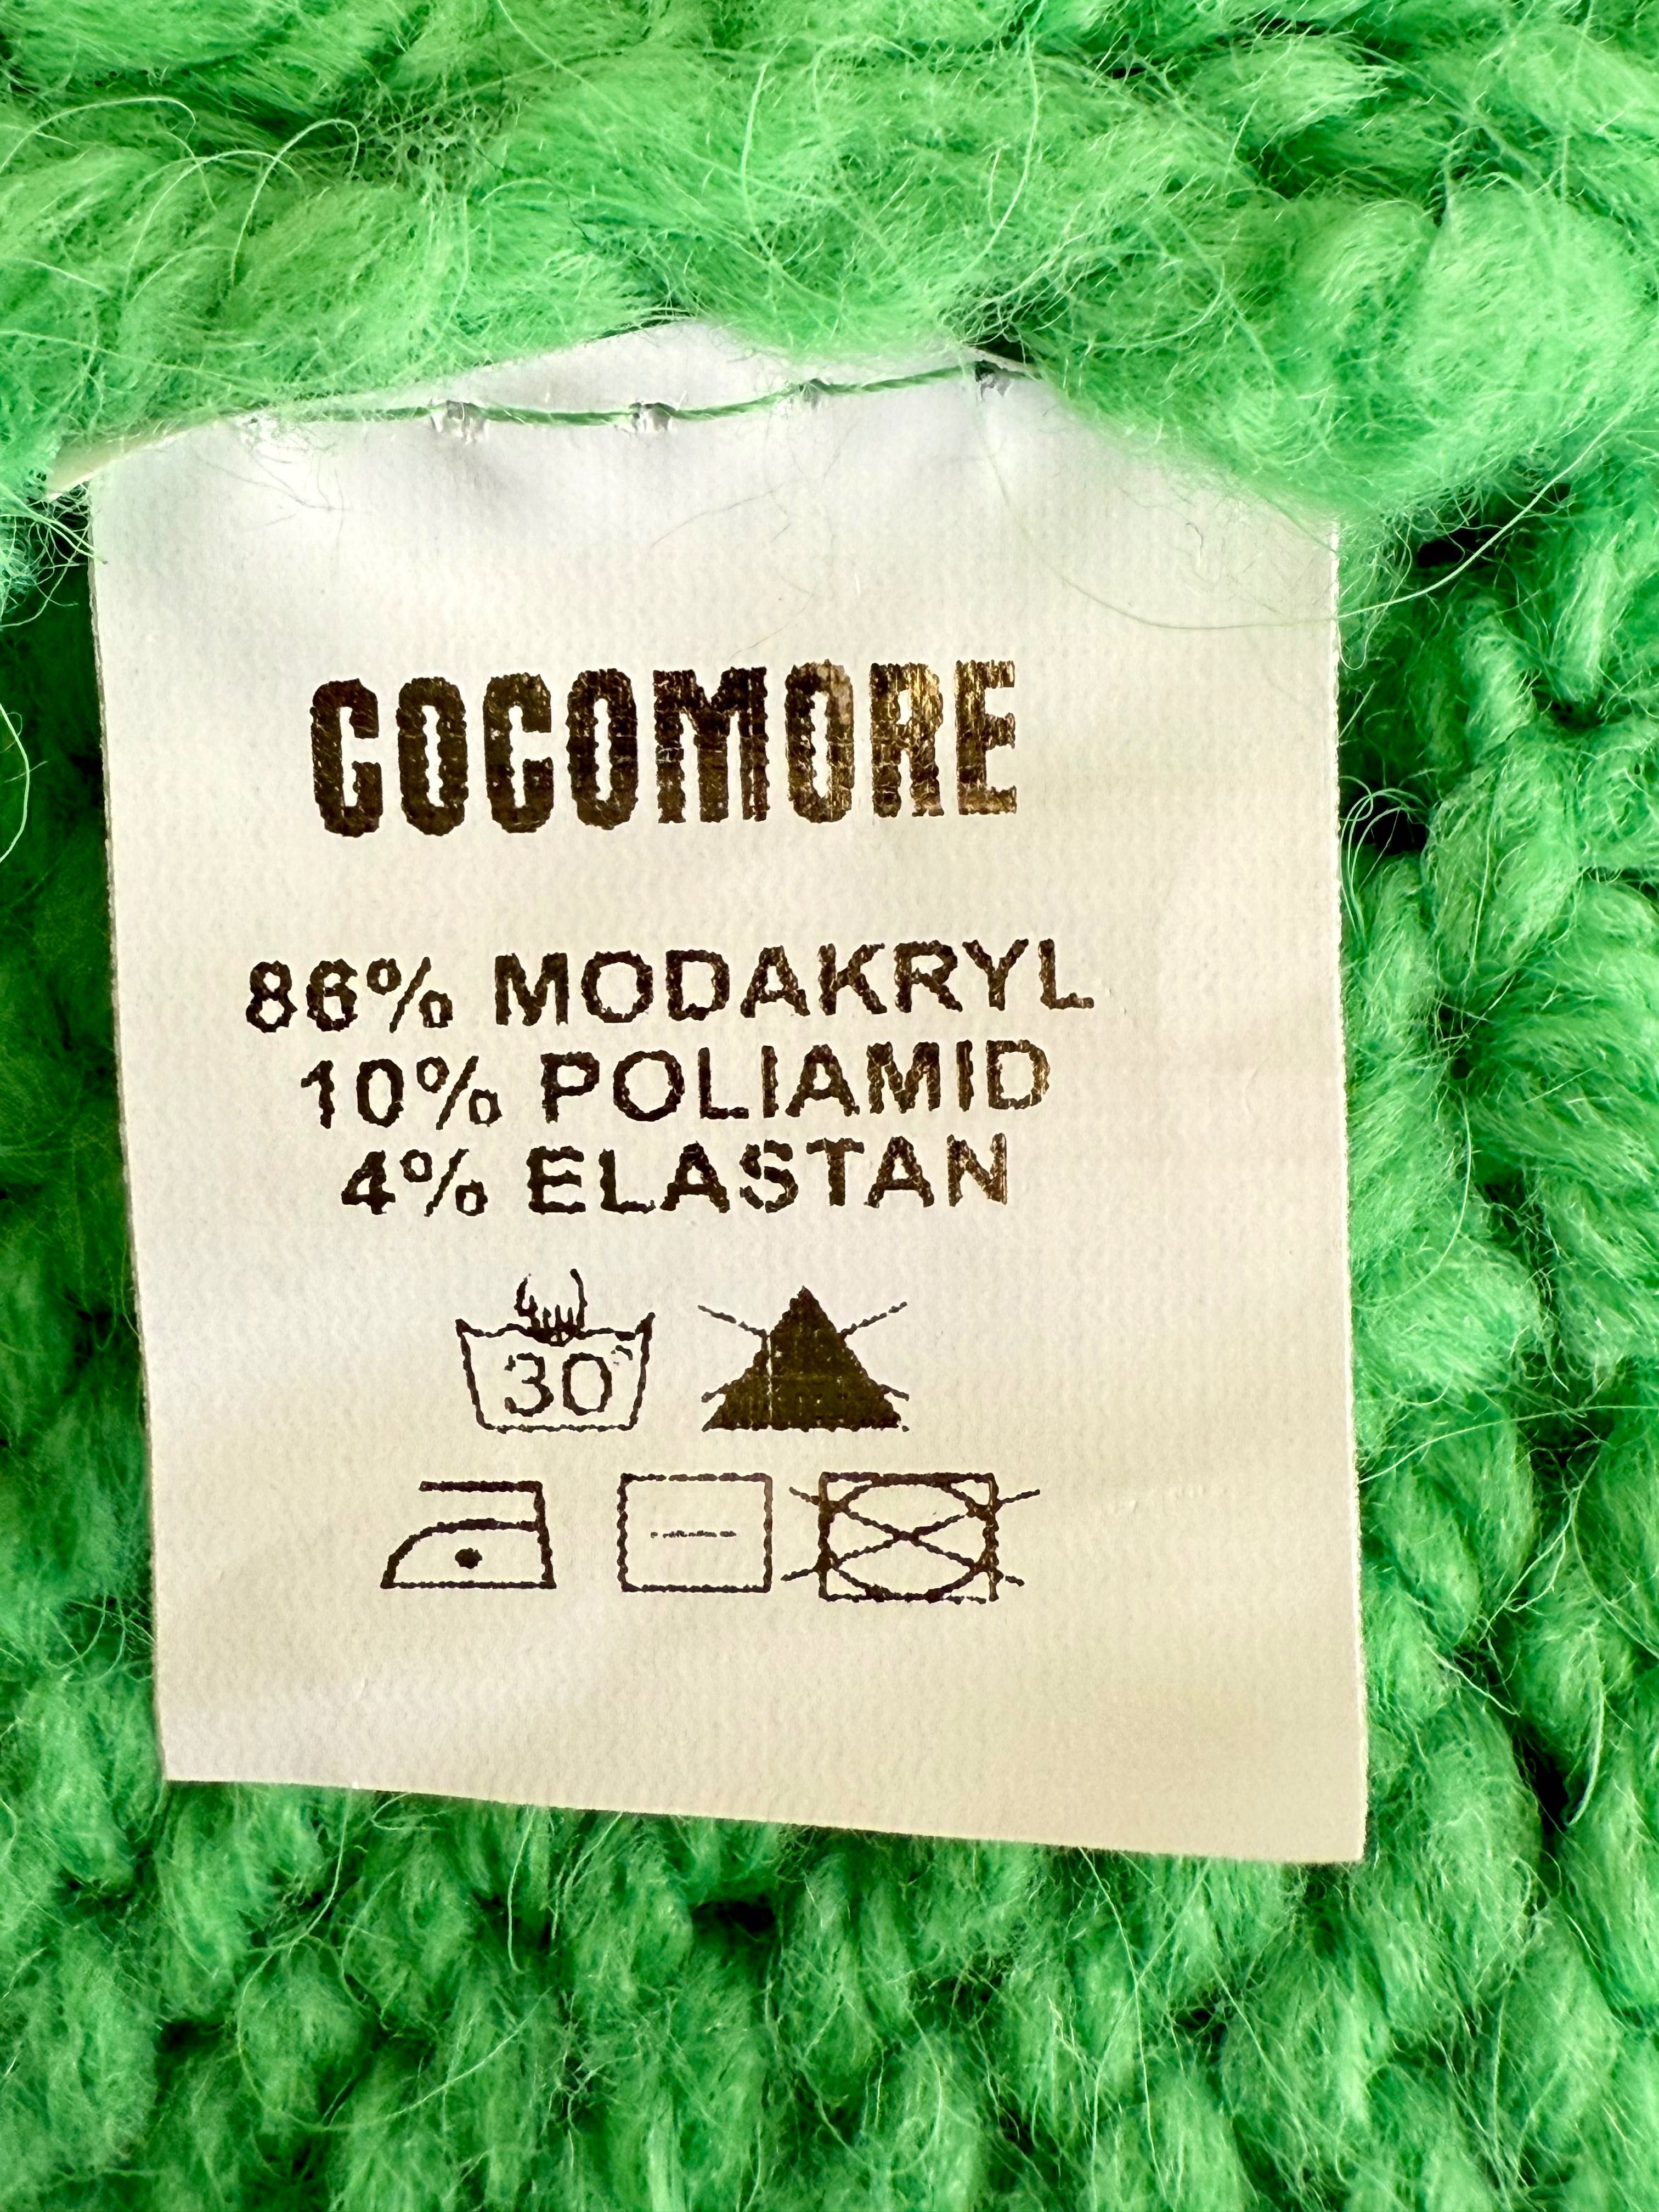 COCOMORE
86% MODAKRYL
10% POLIAMID
4% ELASTAN
30°